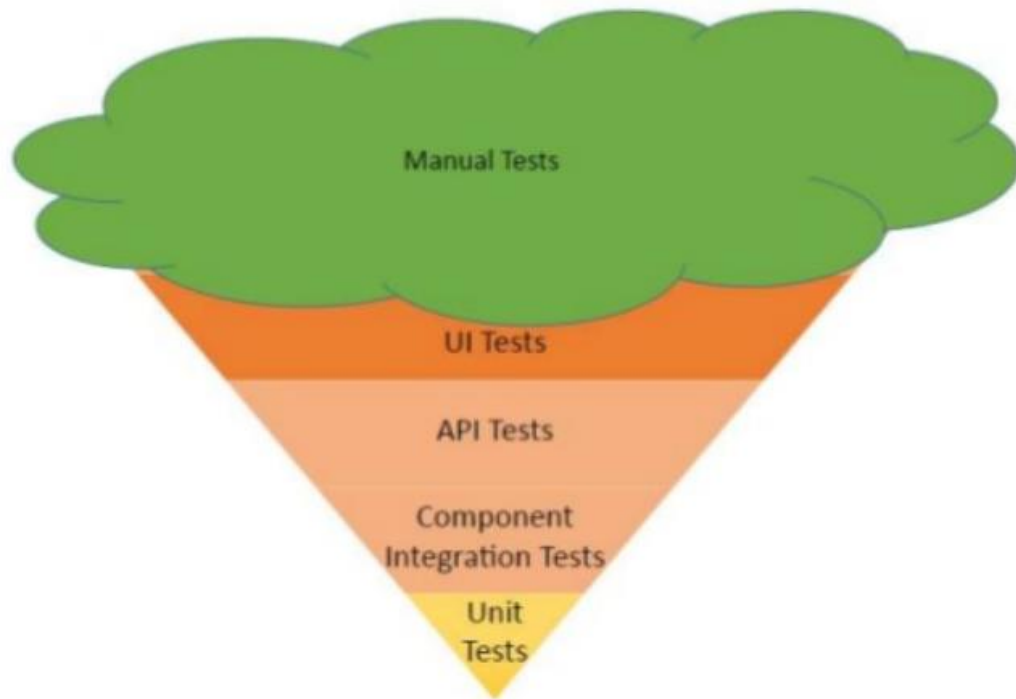 Manual Tests
UI Tests
API Tests
Component
Integration Tests
Unit
Tests